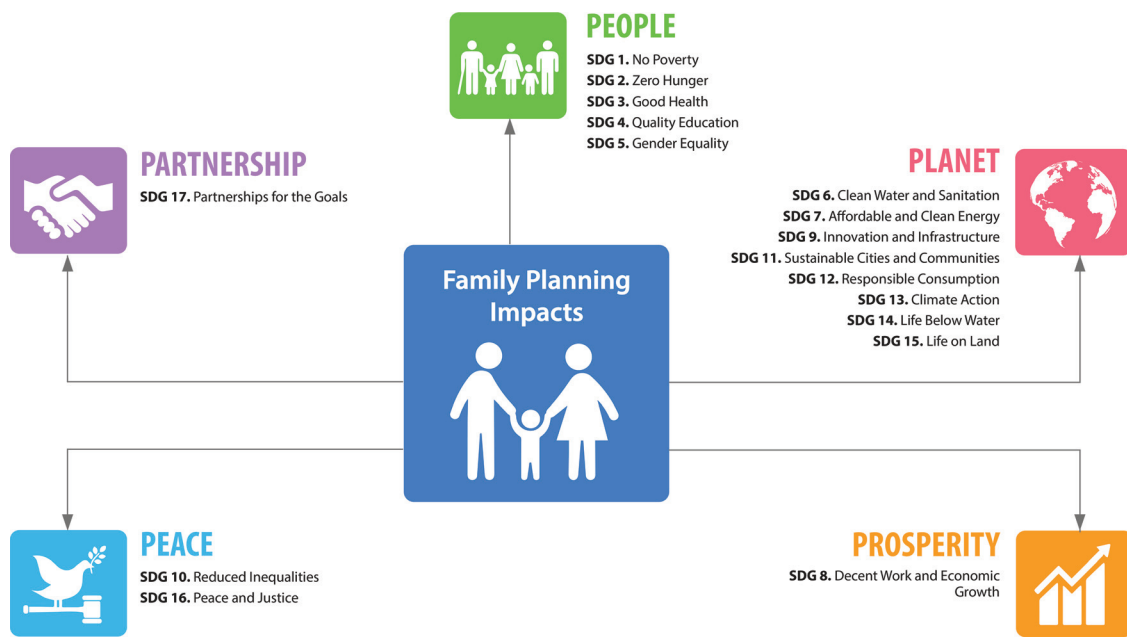 PEOPLE
SDG 1. No Poverty
SDG 2. Zero Hunger
SDG 3. Good Health
SDG 4. Quality Education
SDG 5. Gender Equality
PARTNERSHIP
SDG 17. Partnerships for the Goals
PLANET
SDG 6. Clean Water and Sanitation
SDG 7. Affordable and Clean Energy
SDG 9. Innovation and Infrastructure
SDG 11. Sustainable Cities and Communities
SDG 12. Responsible Consumption
SDG 13. Climate Action
SDG 14. Life Below Water
SDG 15. Life on Land
Family Planning
Impacts
PEACE
SDG 10. Reduced Inequalities
SDG 16. Peace and Justice
PROSPERITY
SDG 8. Decent Work and Economic
Growth